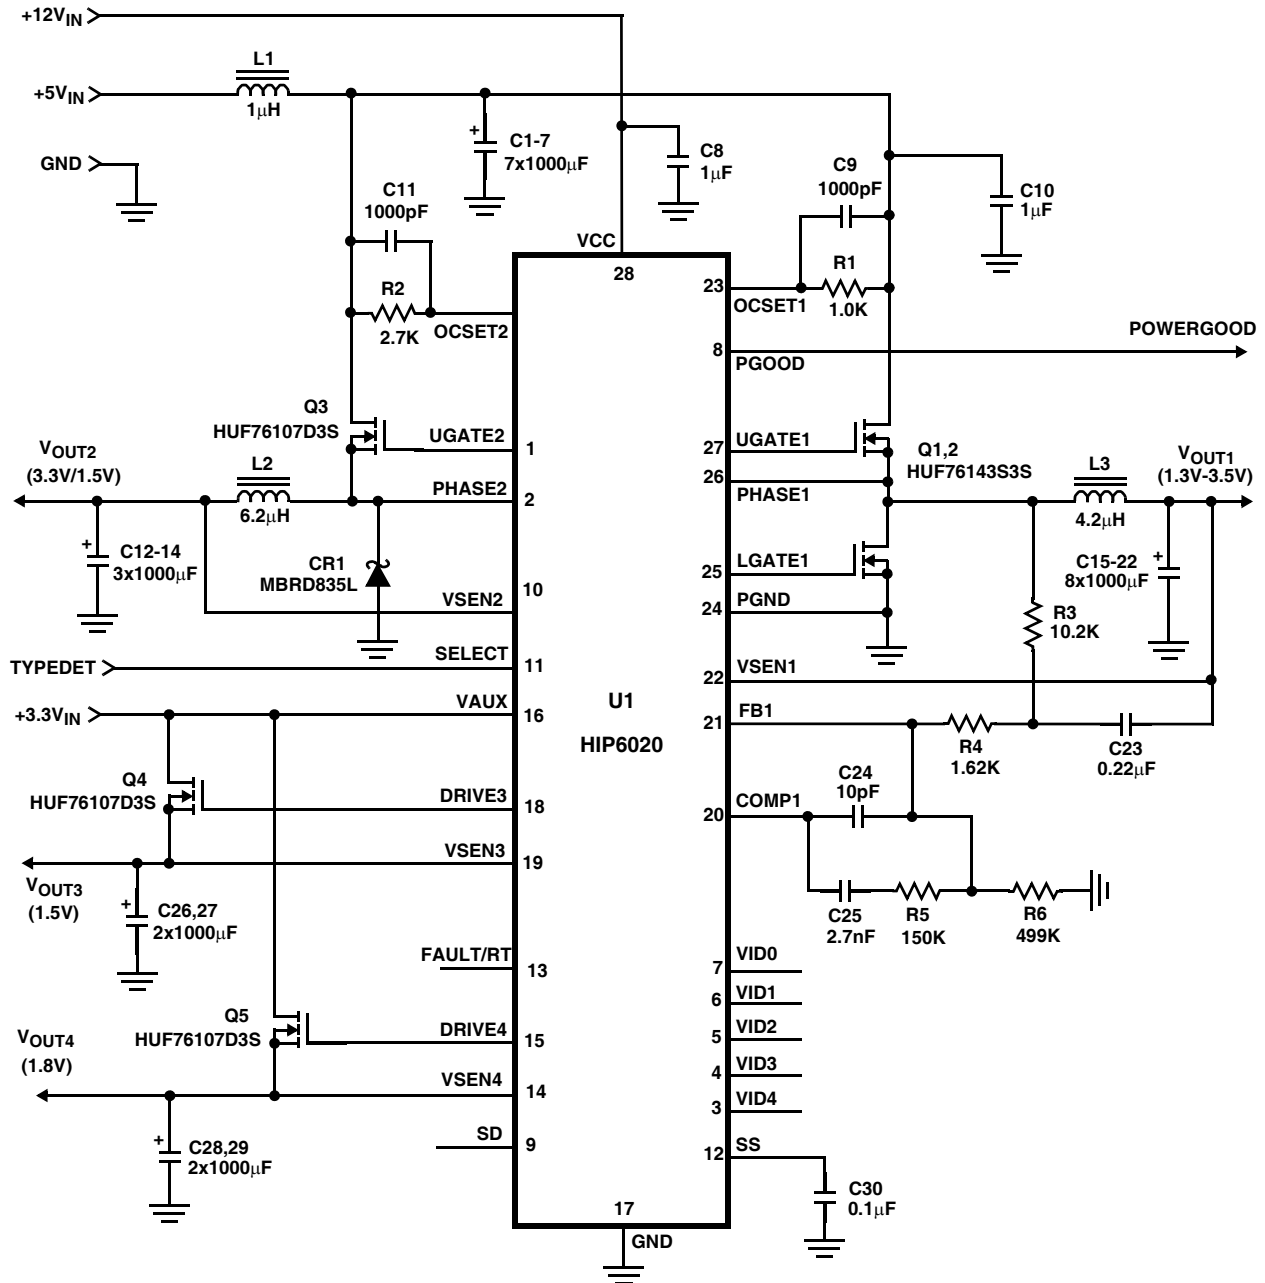 +12VIN
L1
+5VIN
1µH
GND
C1-7
7x1000µF
C8
1µF
C9
1000pF
C10
1µF
C11
1000pF
VCC
28
R2
2.7K
OCSET2
23
OCSET1
R1
1.0K
POWERGOOD
8
PGOOD
Q3
HUF76107D3S
UGATE2
1
27
UGATE1
Q1,2
HUF76143S3S
VOUT2
(3.3V/1.5V)
L2
6.2µH
PHASE2
2
26
PHASE1
L3
4.2µH
VOUT1
(1.3V-3.5V)
C12-14
3x1000µF
CR1
MBRD835L
10
VSEN2
25
LGATE1
24
PGND
C15-22
8x1000µF
R3
10.2K
TYPEDET
SELECT
11
22
VSEN1
+3.3VIN
VAUX
16
U1
HIP6020
21
FB1
R4
1.62K
C23
0.22µF
Q4
HUF76107D3S
DRIVE3
18
20
COMP1
C24
10pF
VSEN3
19
VOUT3
(1.5V)
C26,27
2x1000µF
C25
2.7nF
R5
150K
R6
499K
FAULT/RT
13
7
VID0
6
VID1
Q5
HUF76107D3S
DRIVE4
15
5
VID2
VOUT4
(1.8V)
4
VID3
VSEN4
14
3
VID4
SD
9
12
SS
C28,29
2x1000µF
C30
0.1µF
17
GND